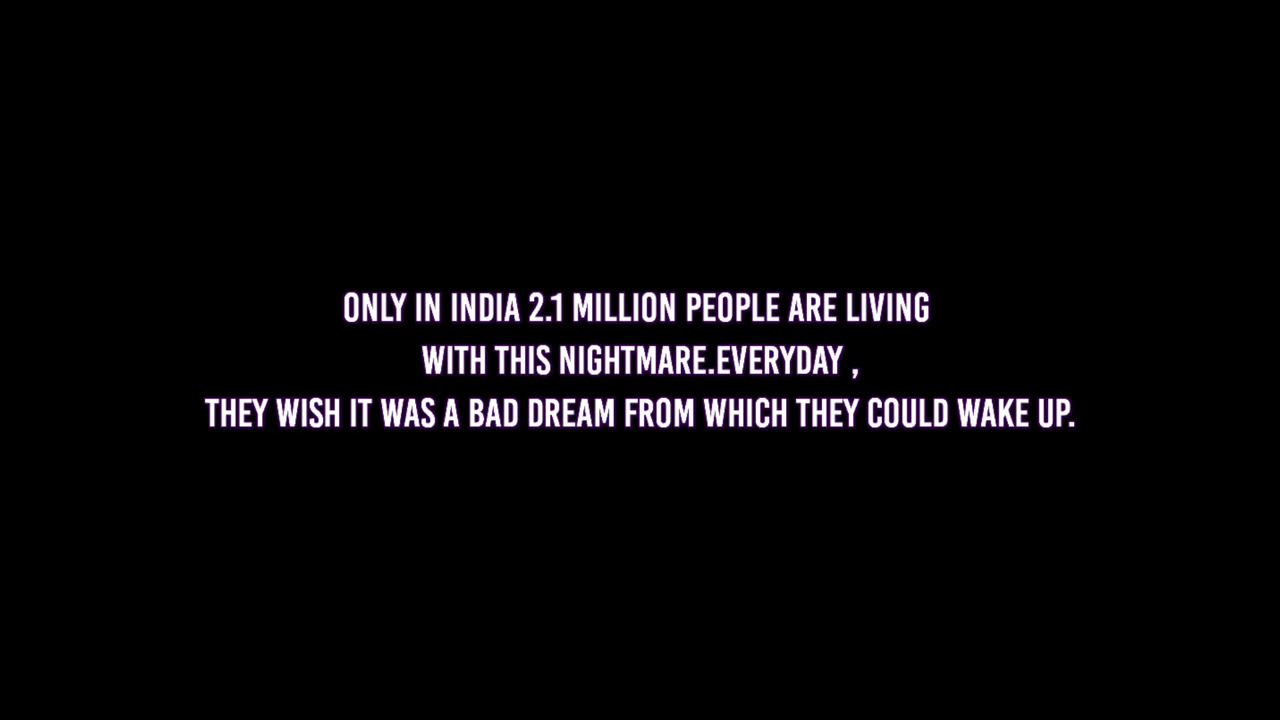 ONLY IN INDIA 2.1 MILLION PEOPLE ARE LIVING
WITH THIS NIGHTMARE.EVERYDAY ,
THEY WISH IT WAS A BAD DREAM FROM WHICH THEY COULD WAKE UP.